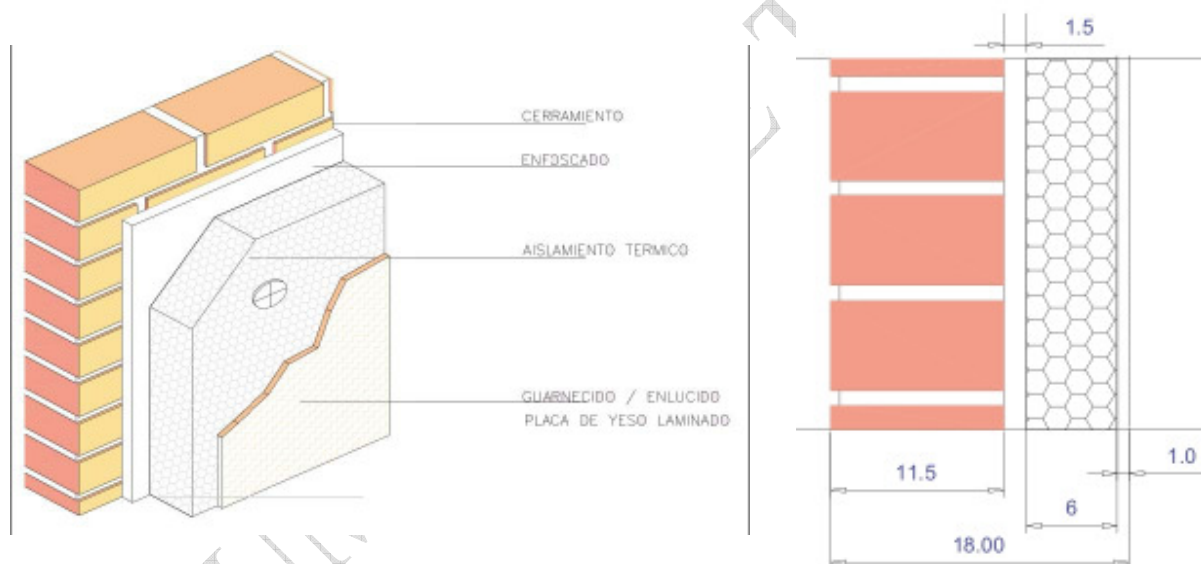 CERRAMIENTO
ENFOSCADO
AISLAMIENTO TERMICO
GUARNECIDO / ENLUCIDO
PLACA DE YESO LAMINADO
1.5
11.5
1.0
6
18.00